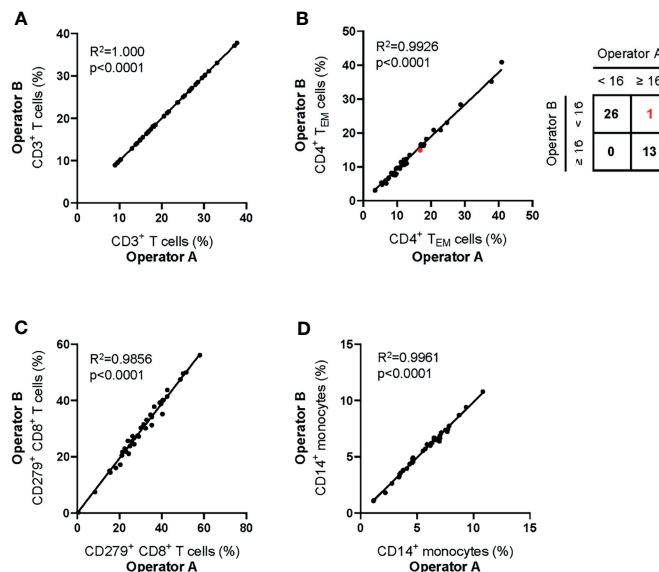 A
R²=1.000
p<0.0001
40
30
20
10
0
0 10 20 30 40
Operator B
CD3⁺ T cells (%)
CD3⁺ T cells (%)
Operator A
B
R²=0.9926
p<0.0001
50
40
30
20
10
0
0 10 20 30 40 50
Operator B
CD4⁺ T_EM cells (%)
CD4⁺ T_EM cells (%)
Operator A
Operator A
< 16 ≥ 16
Operator B
< 16 26 1
≥ 16 0 13
C
R²=0.9856
p<0.0001
60
40
20
0
0 20 40 60 80
Operator B
CD279⁺ CD8⁺ T cells (%)
CD279⁺ CD8⁺ T cells (%)
Operator A
D
R²=0.9961
p<0.0001
15
10
5
0
0 5 10 15
Operator B
CD14⁺ monocytes (%)
CD14⁺ monocytes (%)
Operator A